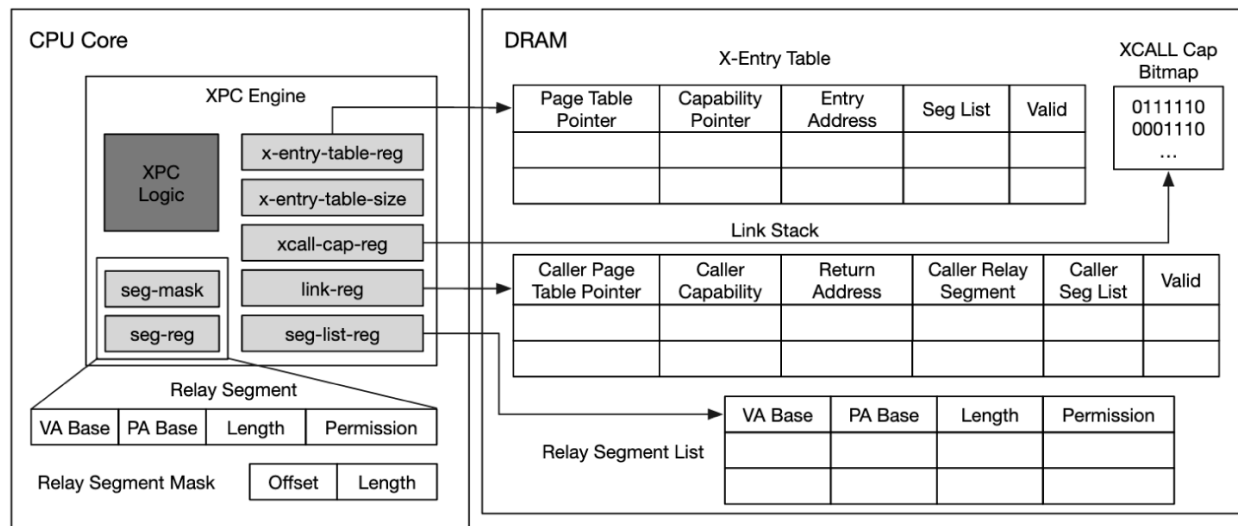 CPU Core
XPC Engine
XPC
Logic
x-entry-table-reg
x-entry-table-size
xcall-cap-reg
link-reg
seg-list-reg
seg-mask
seg-reg
Relay Segment
VA Base
PA Base
Length
Permission
Relay Segment Mask
Offset
Length
DRAM
X-Entry Table
Page Table
Pointer
Capability
Pointer
Entry
Address
Seg List
Valid
XCALL Cap
Bitmap
0111110
0001110
...
Link Stack
Caller Page
Table Pointer
Caller
Capability
Return
Address
Caller Relay
Segment
Caller
Seg List
Valid
Relay Segment List
VA Base
PA Base
Length
Permission